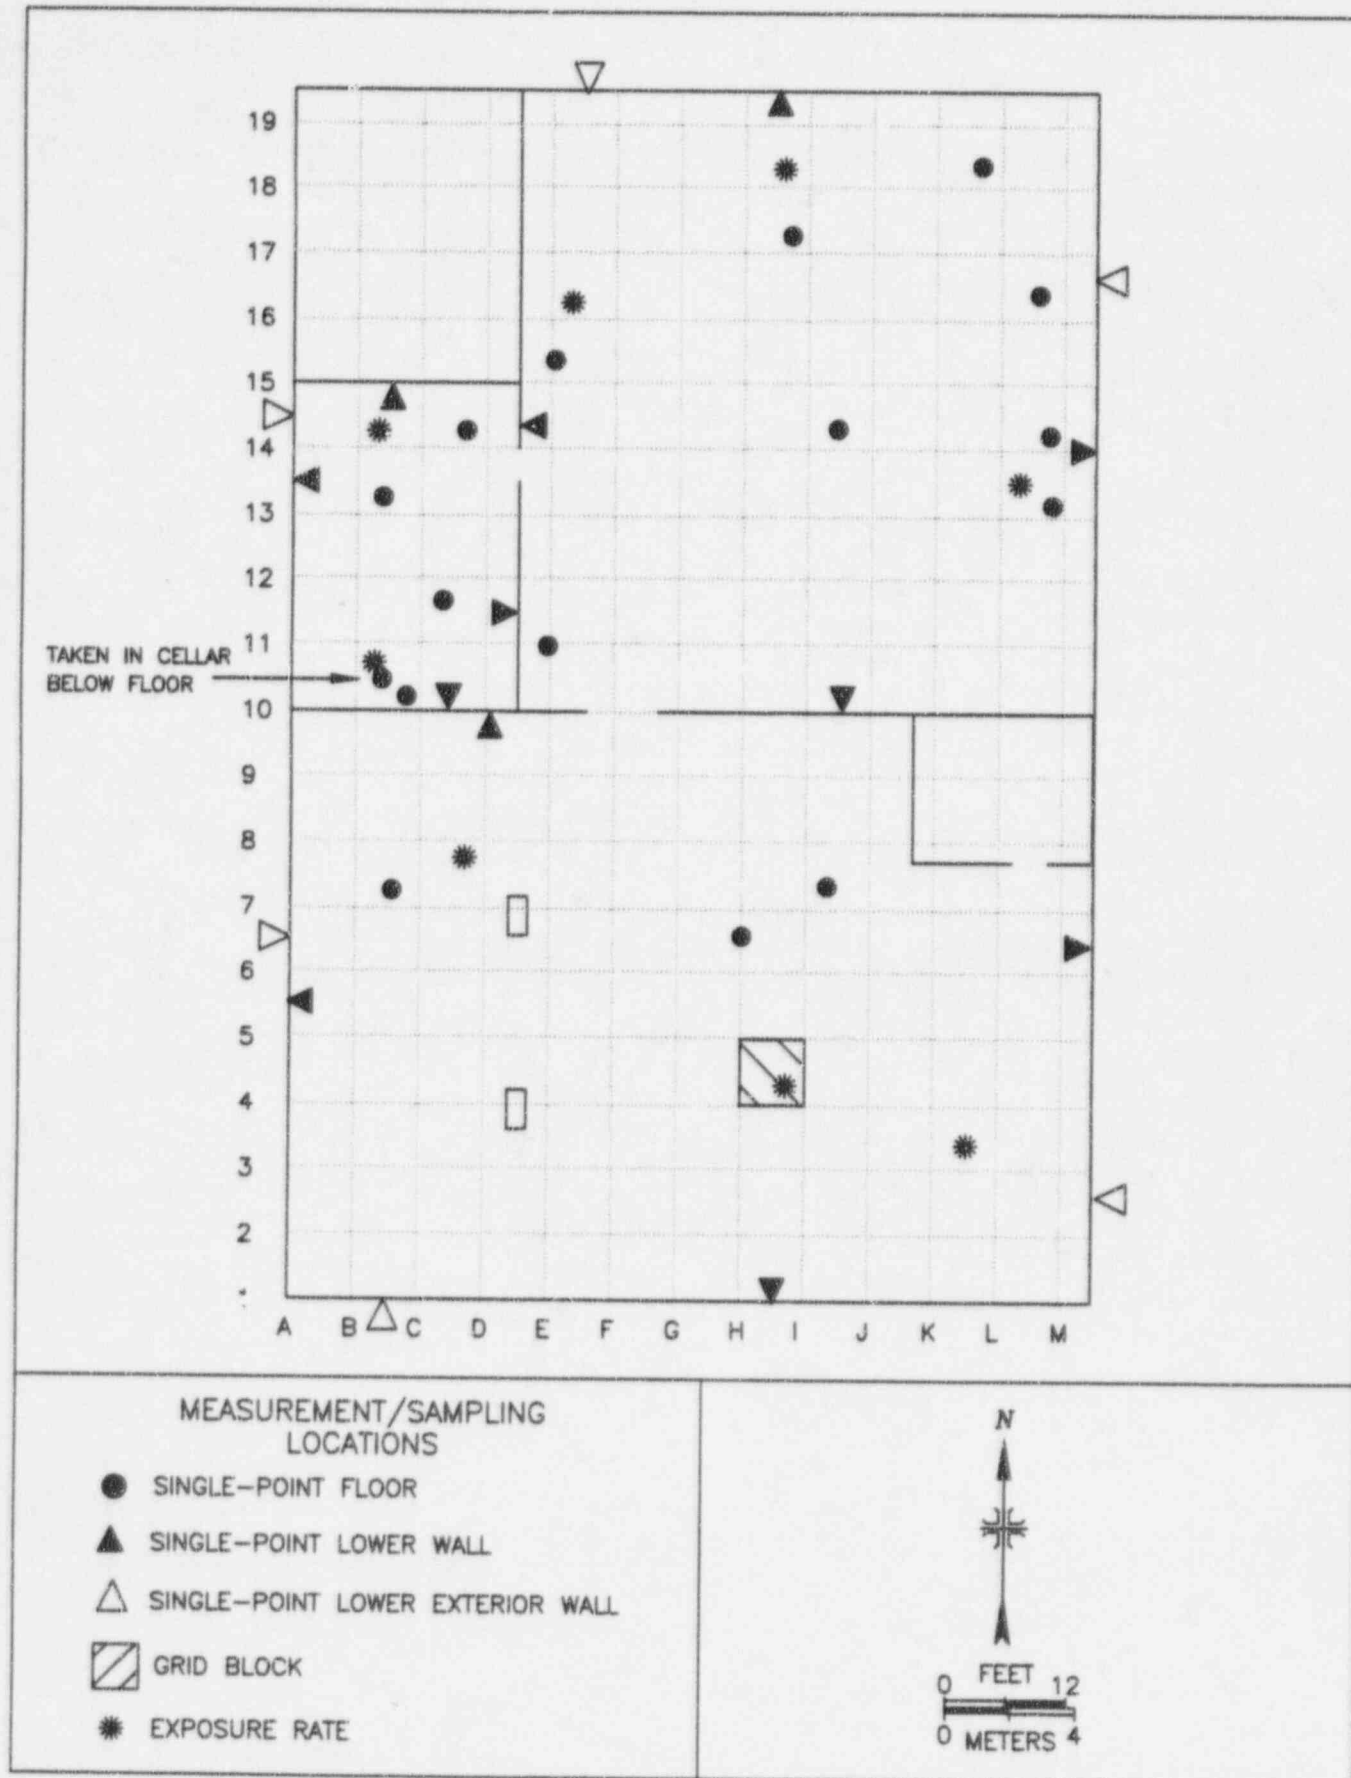 19
18
17
16
15
14
13
12
11
TAKEN IN CELLAR
BELOW FLOOR
10
9
8
7
6
5
4
3
2
A B C D E F G H I J K L M
MEASUREMENT/SAMPLING
LOCATIONS
SINGLE-POINT FLOOR
SINGLE-POINT LOWER WALL
SINGLE-POINT LOWER EXTERIOR WALL
GRID BLOCK
EXPOSURE RATE
N
0 FEET 12
0 METERS 4